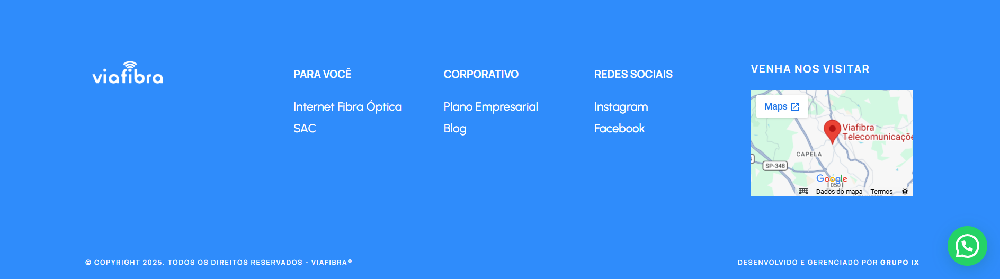 viafibra
PARA VOCÊ
Internet Fibra Óptica
SAC
CORPORATIVO
Plano Empresarial
Blog
REDES SOCIAIS
Instagram
Facebook
VENHA NOS VISITAR
Maps
Viafibra
Telecomunicaçõe
CAPELA
SP-348
Google
050
Dados do mapa Termos
© COPYRIGHT 2025. TODOS OS DIREITOS RESERVADOS - VIAFIBRA®
DESENVOLVIDO E GERENCIADO POR GRUPO IX